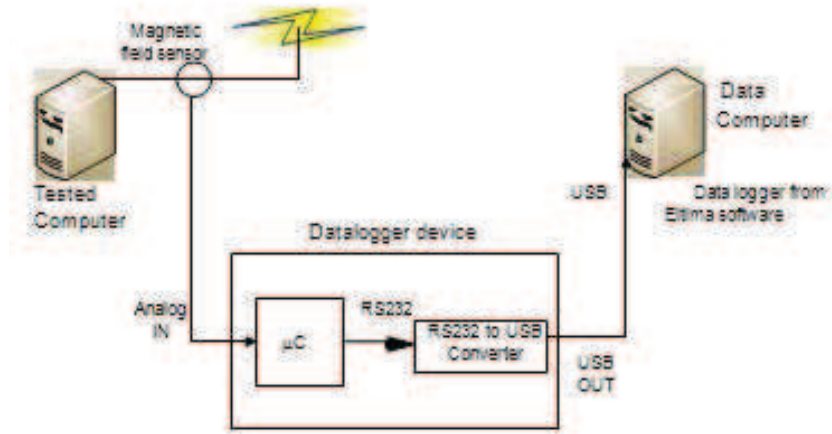 Magnetic
field sensor
Tested
Computer
Data
Computer
USB
Data logger from
Eltima software
Datalogger device
Analog
IN
µC
RS232
RS232 to USB
Converter
USB
OUT